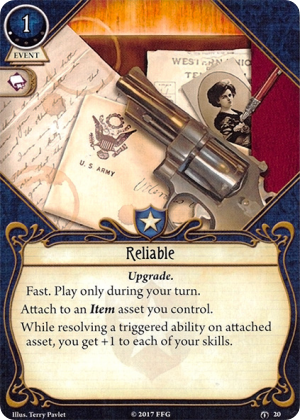 1
EVENT
WESTERN UNION
U.S. ARMY
Reliable
Upgrade.
Fast. Play only during your turn.
Attach to an Item asset you control.
While resolving a triggered ability on attached
asset, you get +1 to each of your skills.
Illus. Terry Pavlet
© 2017 FFG
20